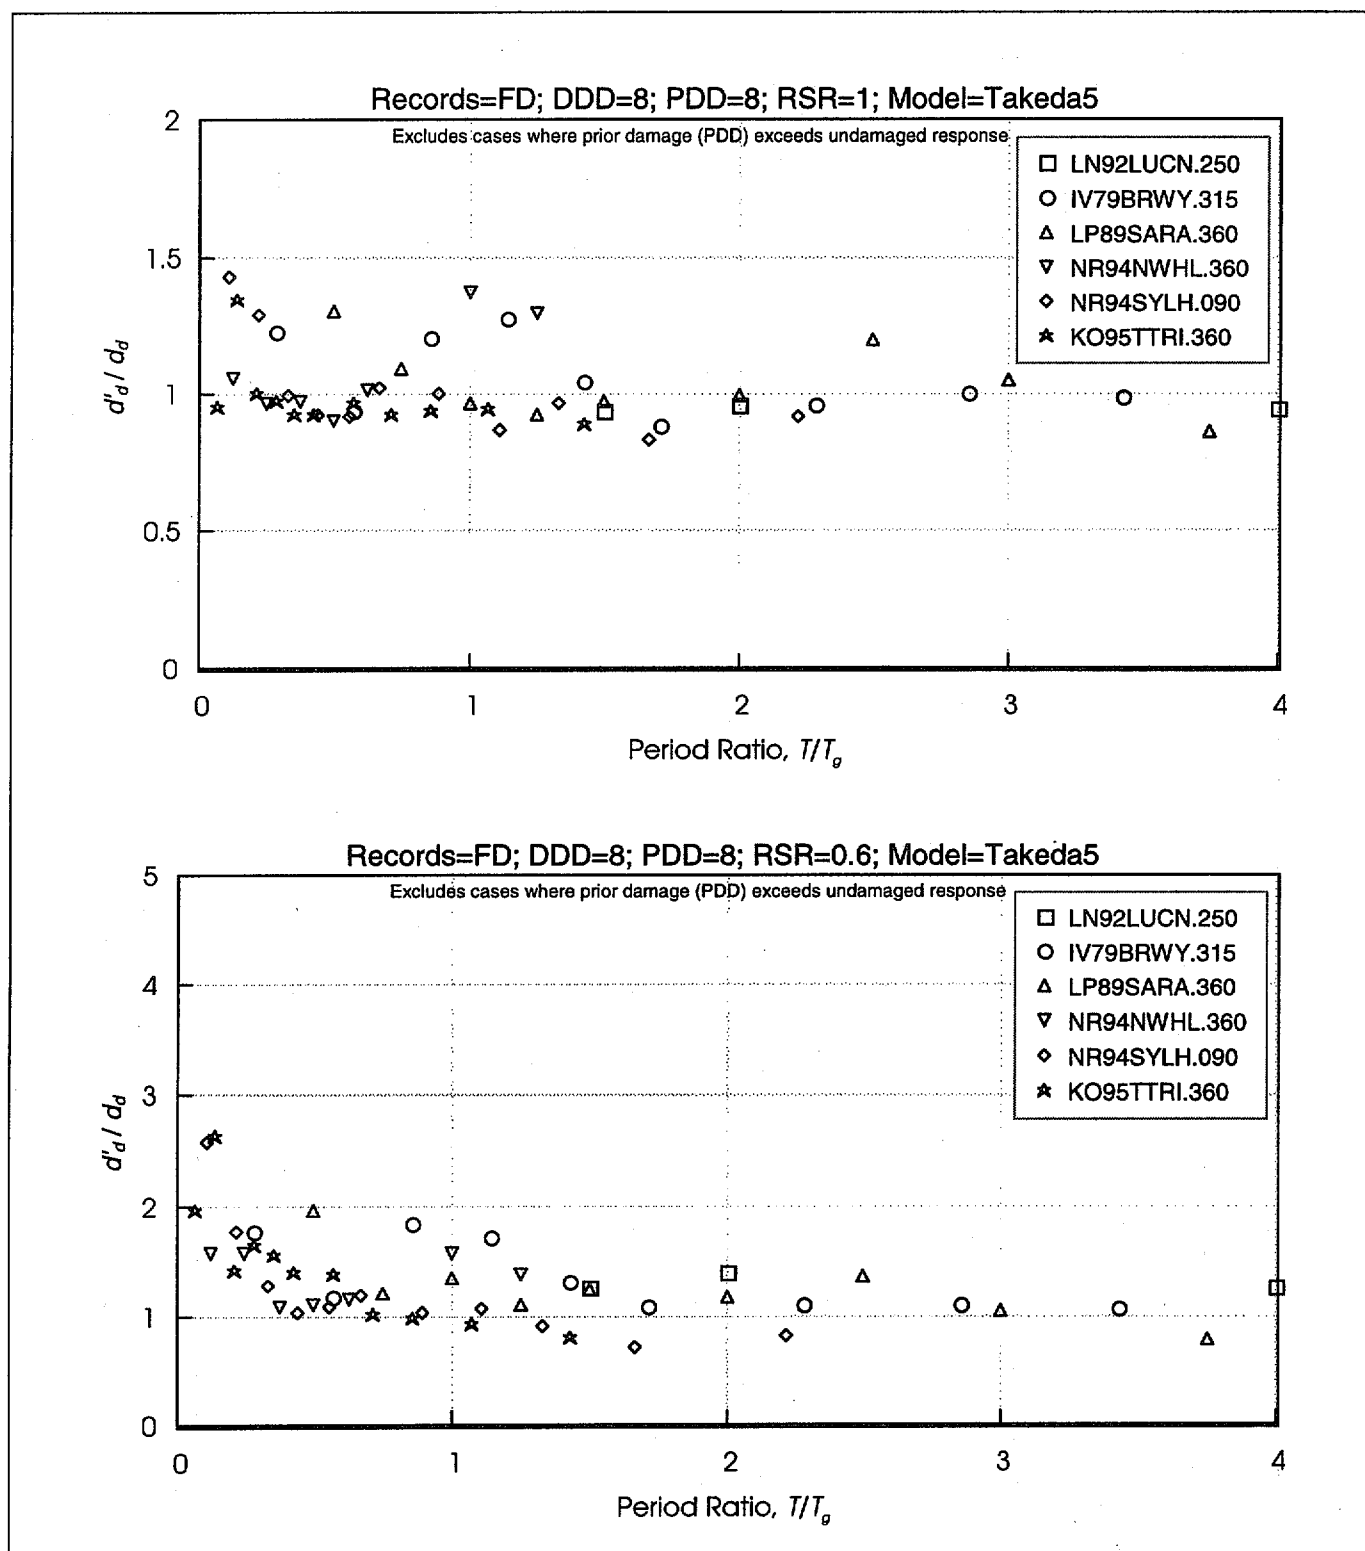 Records=FD; DDD=8; PDD=8; RSR=1; Model=Takeda5
Excludes cases where prior damage (PDD) exceeds undamaged response
2
1.5
1
0.5
0
d'd / dd
LN92LUCN.250
IV79BRWY.315
LP89SARA.360
NR94NWHL.360
NR94SYLH.090
KO95TTRI.360
0 1 2 3 4
Period Ratio, T/Tg
Records=FD; DDD=8; PDD=8; RSR=0.6; Model=Takeda5
Excludes cases where prior damage (PDD) exceeds undamaged response
5
4
3
2
1
0
d'd / dd
LN92LUCN.250
IV79BRWY.315
LP89SARA.360
NR94NWHL.360
NR94SYLH.090
KO95TTRI.360
0 1 2 3 4
Period Ratio, T/Tg